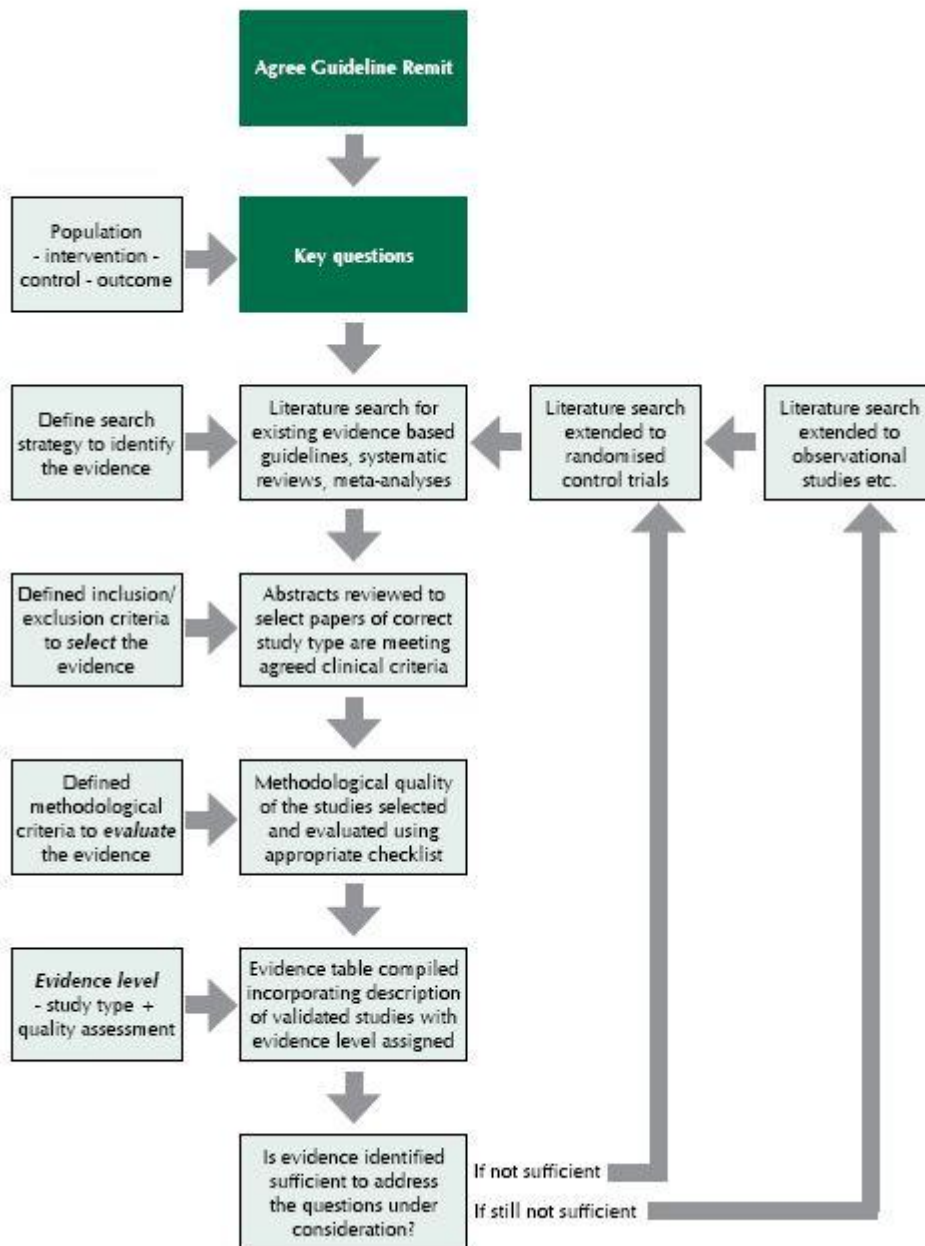 Agree Guideline Remit
Population
- intervention -
control - outcome
Key questions
Define search
strategy to identify
the evidence
Literature search for
existing evidence based
guidelines, systematic
reviews, meta-analyses
Literature search
extended to
randomised
control trials
Literature search
extended to
observational
studies etc.
Defined inclusion/
exclusion criteria
to select the
evidence
Abstracts reviewed to
select papers of correct
study type are meeting
agreed clinical criteria
Defined
methodological
criteria to evaluate
the evidence
Methodological quality
of the studies selected
and evaluated using
appropriate checklist
Evidence level
- study type +
quality assessment
Evidence table compiled
incorporating description
of validated studies with
evidence level assigned
Is evidence identified
sufficient to address
the questions under
consideration?
If not sufficient
If still not sufficient